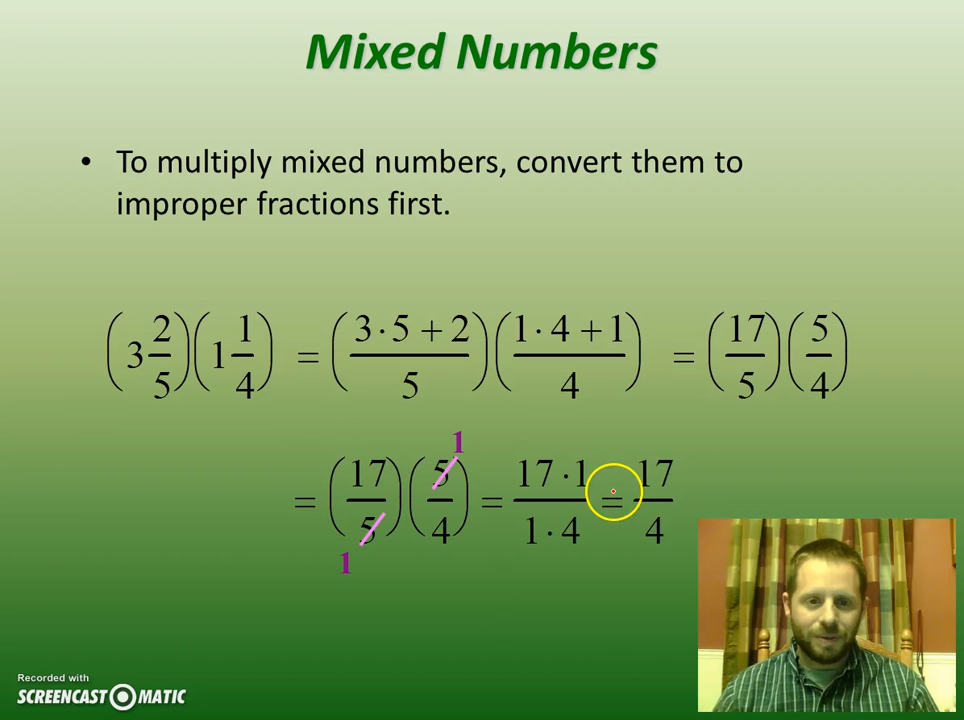 Mixed Numbers
• To multiply mixed numbers, convert them to
improper fractions first.
(3 2/5)(1 1/4) = ((3·5+2)/5)((1·4+1)/4) = (17/5)(5/4)
1
= (17/5)(5/4) = (17·1)/(1·4) = 17/4
1
Recorded with
SCREENCAST-O-MATIC